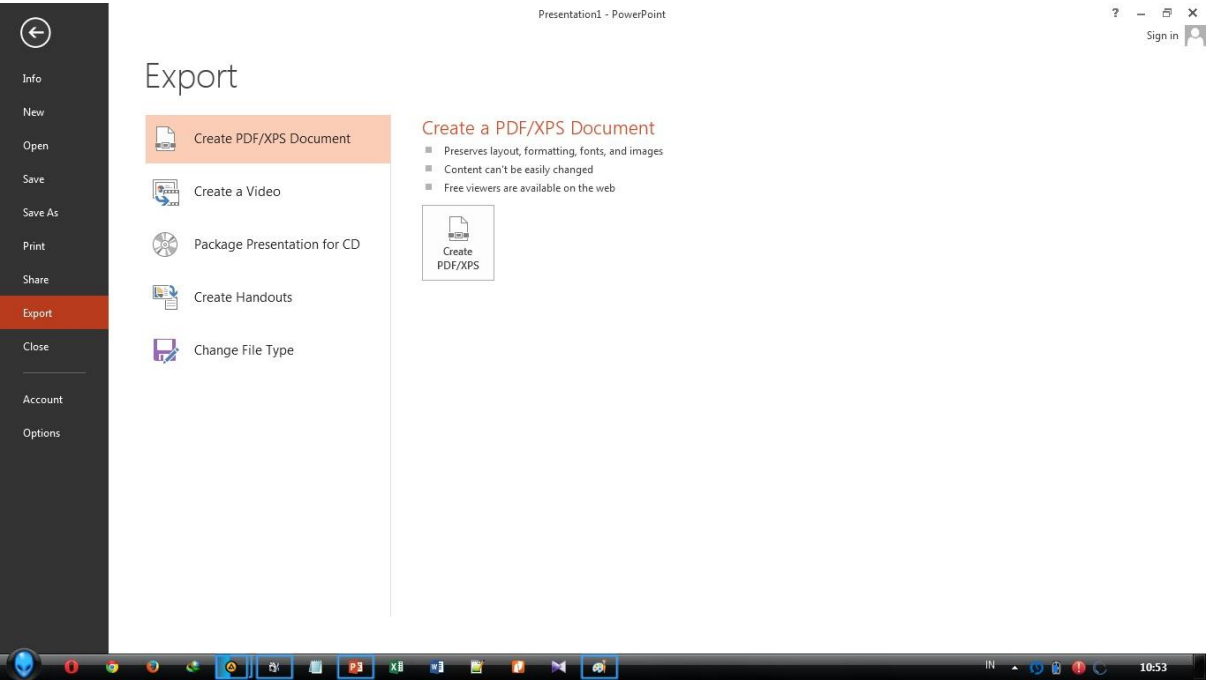 Presentation1 - PowerPoint
?
Sign in
Info
New
Open
Save
Save As
Print
Share
Export
Close
Account
Options
Export
Create PDF/XPS Document
Create a Video
Package Presentation for CD
Create Handouts
Change File Type
Create a PDF/XPS Document
Preserves layout, formatting, fonts, and images
Content can't be easily changed
Free viewers are available on the web
Create
PDF/XPS
IN
10:53